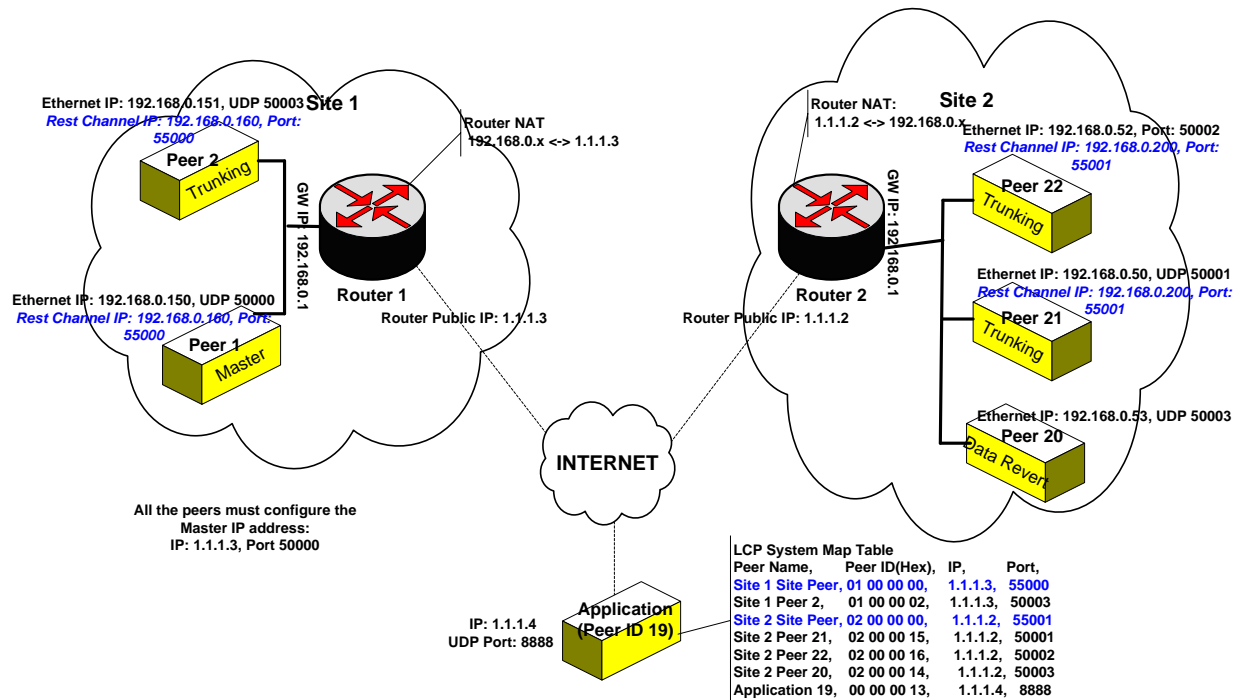 Site 1
Ethernet IP: 192.168.0.151, UDP 50003
Rest Channel IP: 192.168.0.160, Port:
55000
Peer 2
Trunking
Router NAT
192.168.0.x <-> 1.1.1.3
GW IP: 192.168.0.1
Ethernet IP: 192.168.0.150, UDP 50000
Rest Channel IP: 192.168.0.160, Port:
55000
Peer 1
Master
Router 1
Router Public IP: 1.1.1.3
Site 2
Router NAT:
1.1.1.2 <-> 192.168.0.x
Ethernet IP: 192.168.0.52, Port: 50002
Rest Channel IP: 192.168.0.200, Port:
55001
Peer 22
Trunking
GW IP: 192.168.0.1
Router 2
Router Public IP: 1.1.1.2
Ethernet IP: 192.168.0.50, UDP 50001
Rest Channel IP: 192.168.0.200, Port:
55001
Peer 21
Trunking
Ethernet IP: 192.168.0.53, UDP 50003
Peer 20
Data Revert
INTERNET
All the peers must configure the
Master IP address:
IP: 1.1.1.3, Port 50000
IP: 1.1.1.4
UDP Port: 8888
Application
(Peer ID 19)
LCP System Map Table
Peer Name, Peer ID(Hex), IP, Port,
Site 1 Site Peer, 01 00 00 00, 1.1.1.3, 55000
Site 1 Peer 2, 01 00 00 02, 1.1.1.3, 50003
Site 2 Site Peer, 02 00 00 00, 1.1.1.2, 55001
Site 2 Peer 21, 02 00 00 15, 1.1.1.2, 50001
Site 2 Peer 22, 02 00 00 16, 1.1.1.2, 50002
Site 2 Peer 20, 02 00 00 14, 1.1.1.2, 50003
Application 19, 00 00 00 13, 1.1.1.4, 8888